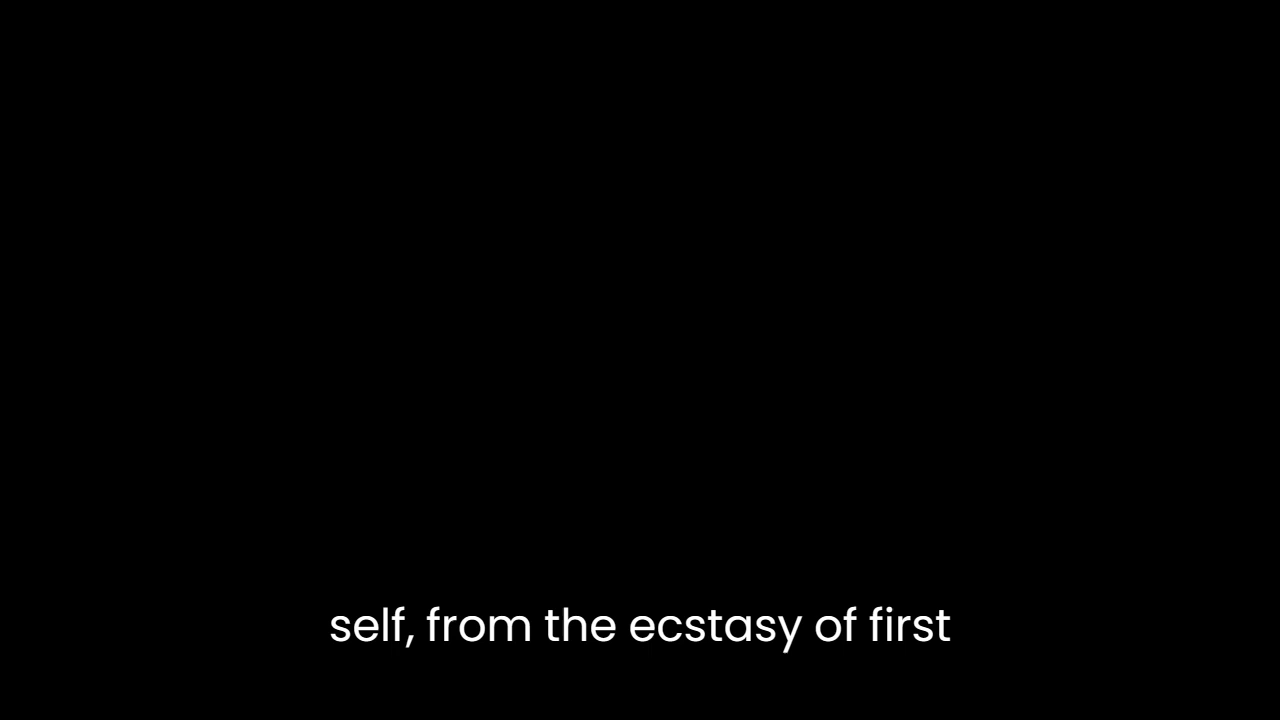 self, from the ecstasy of first